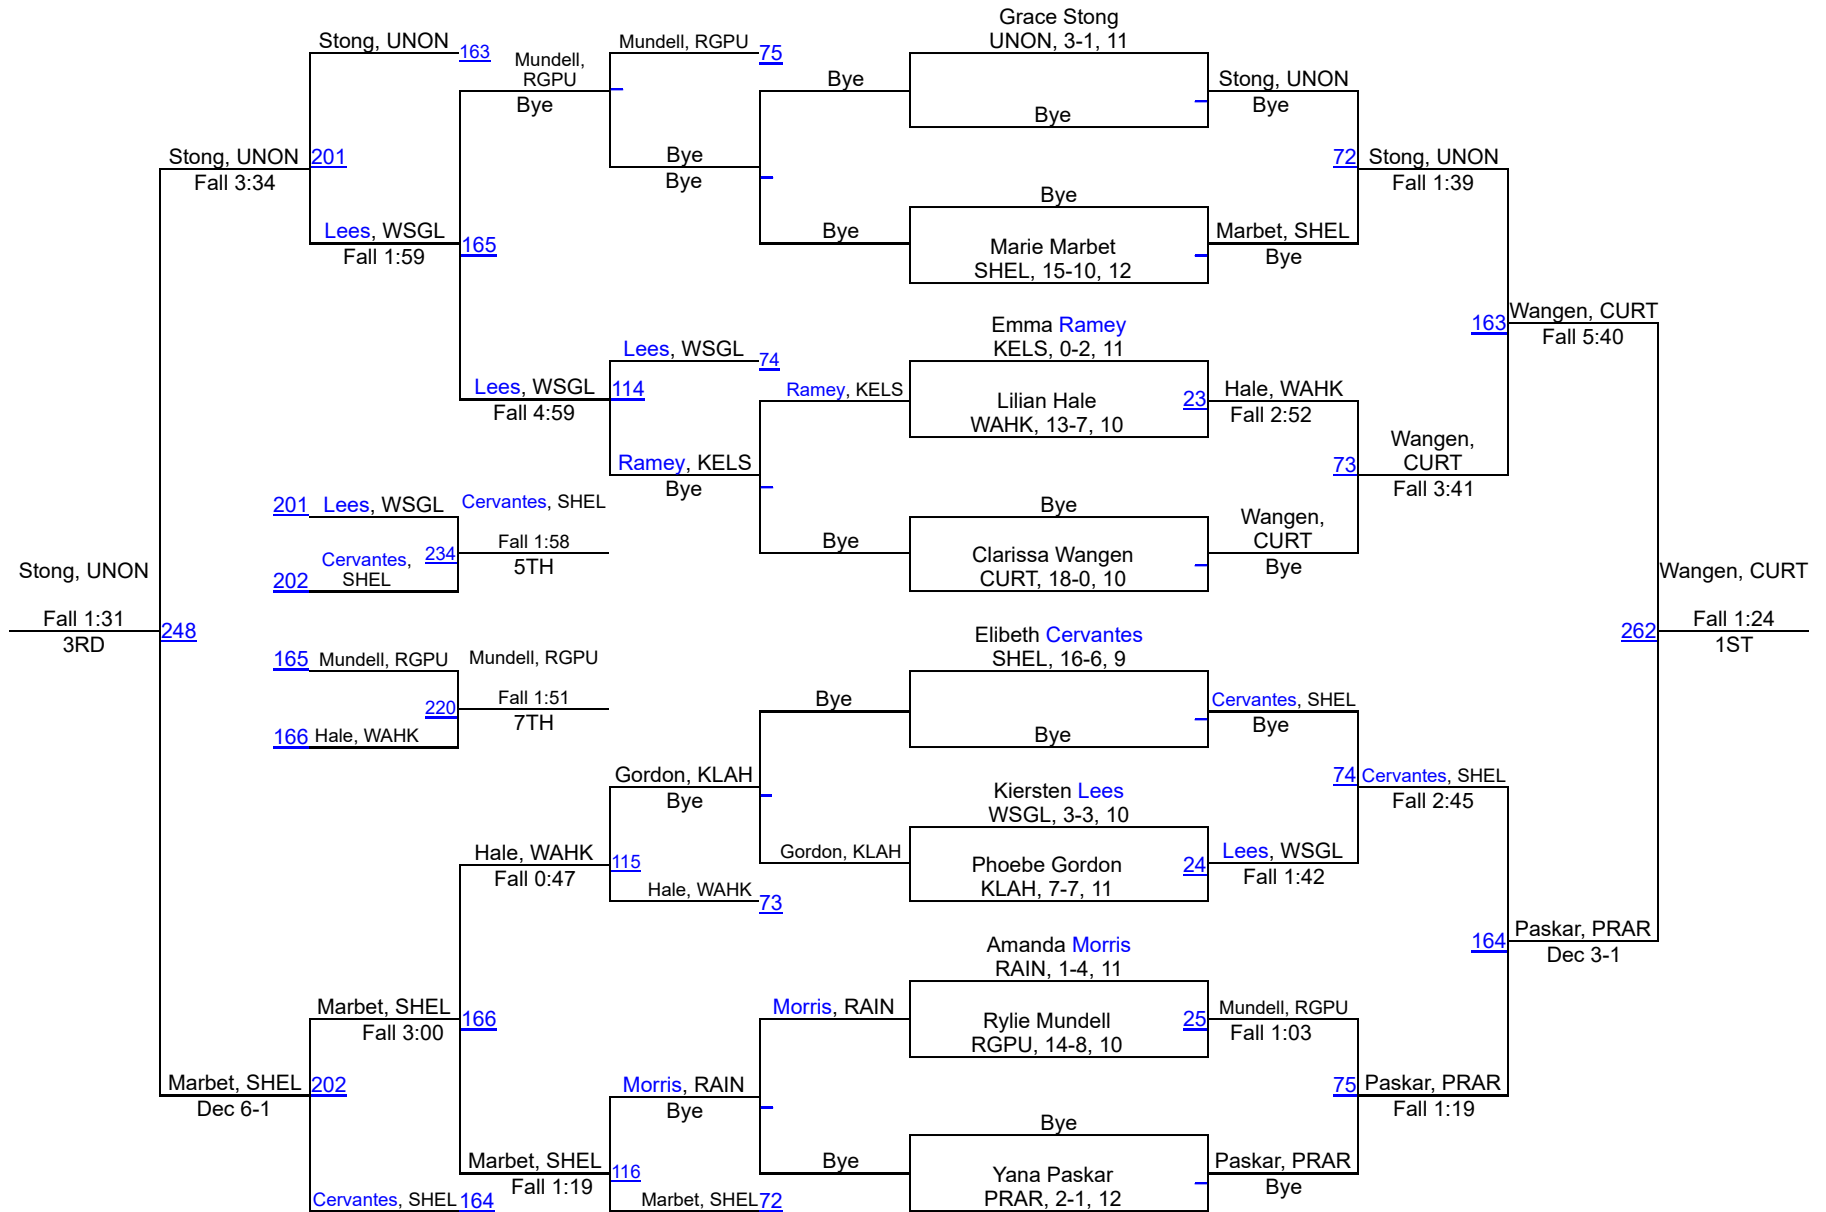 Grace Stong
Stong, UNON
Mundell, RGPU
UNON, 3-1, 11
163
75
Mundell,
RGPU
Bye
Stong, UNON
Bye
Bye
Bye
Bye
Stong, UNON
201
Bye
72
Stong, UNON
Fall 3:34
Bye
Fall 1:39
Bye
Lees, WSGL
165
Bye
Marbet, SHEL
Fall 1:59
Marie Marbet
Bye
SHEL, 15-10, 12
Wangen, CURT
Emma Ramey
163
Fall 5:40
Lees, WSGL
74
KELS, 0-2, 11
Lees, WSGL
114
Ramey, KELS
Lilian Hale
23
Hale, WAHK
Fall 4:59
WAHK, 13-7, 10
Fall 2:52
Wangen,
CURT
Ramey, KELS
73
Bye
Fall 3:41
201
Lees, WSGL
Cervantes, SHEL
Bye
Wangen,
CURT
Fall 1:58
Bye
Cervantes,
SHEL
234
5TH
Clarissa Wangen
Bye
202
CURT, 18-0, 10
Stong, UNON
Wangen, CURT
Fall 1:31
248
262
Fall 1:24
3RD
1ST
Elibeth Cervantes
165
Mundell, RGPU
Mundell, RGPU
SHEL, 16-6, 9
Fall 1:51
Bye
Cervantes, SHEL
220
7TH
Bye
166
Hale, WAHK
Bye
Gordon, KLAH
74
Cervantes, SHEL
Bye
Kiersten Lees
Fall 2:45
WSGL, 3-3, 10
Hale, WAHK
115
Gordon, KLAH
Phoebe Gordon
24
Lees, WSGL
Fall 0:47
KLAH, 7-7, 11
Fall 1:42
Hale, WAHK
73
164
Paskar, PRAR
Amanda Morris
Dec 3-1
RAIN, 1-4, 11
Marbet, SHEL
166
Morris, RAIN
Rylie Mundell
25
Mundell, RGPU
Fall 3:00
RGPU, 14-8, 10
Fall 1:03
Marbet, SHEL
202
Morris, RAIN
75
Paskar, PRAR
Dec 6-1
Bye
Fall 1:19
Bye
Marbet, SHEL
116
Bye
Yana Paskar
Paskar, PRAR
Fall 1:19
Bye
Cervantes, SHEL
164
Marbet, SHEL
72
PRAR, 2-1, 12